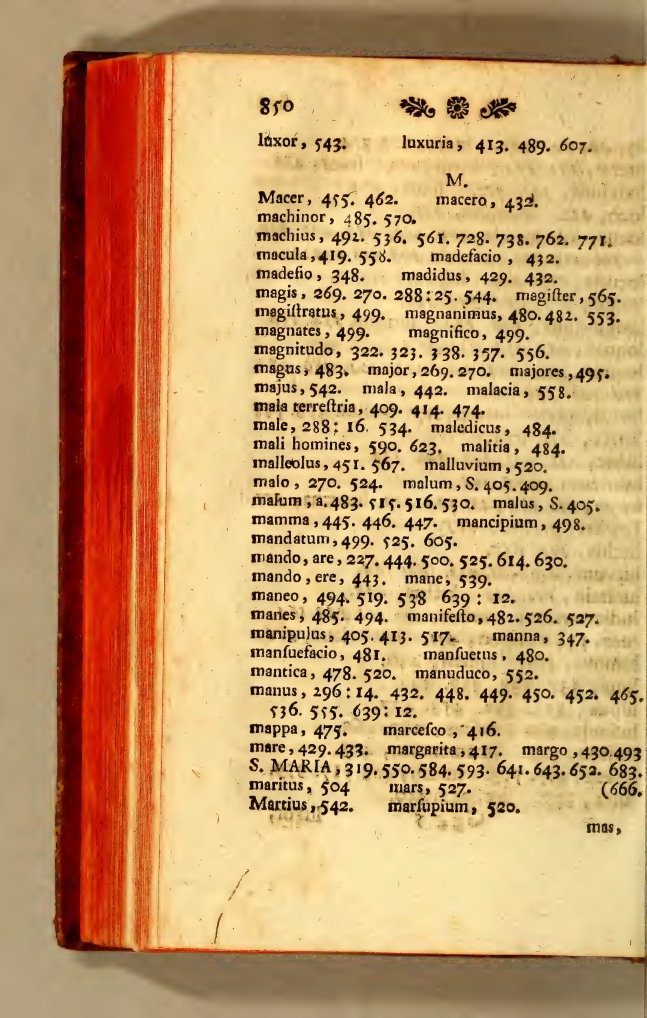 850
luxor, 543. luxuria, 413. 489. 607.
M.
Macer, 455. 462. macero, 432.
machinor, 485. 570.
machius, 492. 536. 561. 728. 738. 762. 771.
macula, 419. 558. madefacio, 432.
madefio, 348. madidus, 429. 432.
magis, 269. 270. 288:25. 544. magiſter, 565.
magiſtratus, 499. magnanimus, 480. 482. 553.
magnates, 499. magnifico, 499.
magnitudo, 322. 323. 338. 357. 556.
magus, 483. major, 269. 270. majores, 495.
majus, 542. mala, 442. malacia, 558.
mala terreſtria, 409. 414. 474.
male, 288: 16. 534. maledicus, 484.
mali homines, 590. 623. malitia, 484.
malleolus, 451. 567. malluvium, 520.
malo, 270. 524. malum, S. 405. 409.
malum, a. 483. 515. 516. 530. malus, S. 405.
mamma, 445. 446. 447. mancipium, 498.
mandatum, 499. 525. 605.
mando, are, 227. 444. 500. 525. 614. 630.
mando, ere, 443. mane, 539.
maneo, 494. 519. 538 639: 12.
manes, 485. 494. manifeſto, 482. 526. 527.
manipulus, 405. 413. 517. manna, 347.
manſuefacio, 481. manſuetus, 480.
mantica, 478. 520. manuduco, 552.
manus, 296:14. 432. 448. 449. 450. 452. 465.
536. 555. 639:12.
mappa, 475. marceſco, 416.
mare, 429. 433. margarita, 417. margo, 430. 493
S. MARIA, 319. 550. 584. 593. 641. 643. 652. 683.
maritus, 504 mars, 527. (666.
Martius, 542. marſupium, 520.
mas,